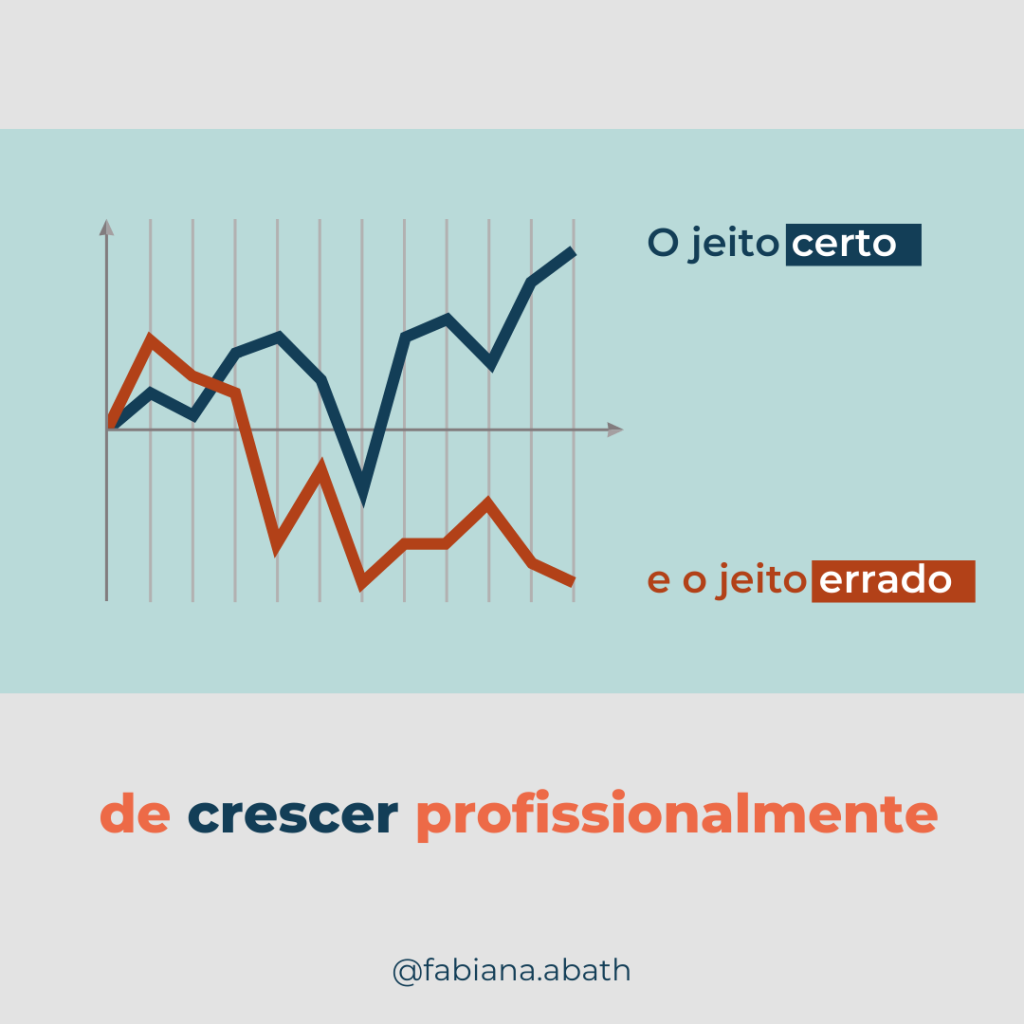 O jeito certo
e o jeito errado
de crescer profissionalmente
@fabiana.abath